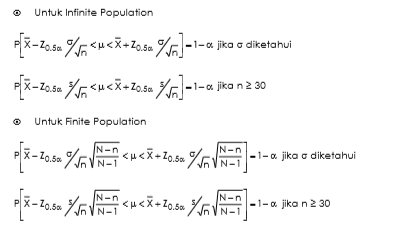 ⦿ Untuk Infinite Population
P[X̅ – Z₀.₅α σ/√n < μ < X̅ + Z₀.₅α σ/√n] = 1 – α jika σ diketahui
P[X̅ – Z₀.₅α s/√n < μ < X̅ + Z₀.₅α s/√n] = 1 – α jika n ≥ 30
⦿ Untuk Finite Population
P[X̅ – Z₀.₅α σ/√n √((N – n)/(N – 1)) < μ < X̅ + Z₀.₅α σ/√n √((N – n)/(N – 1))] = 1 – α jika σ diketahui
P[X̅ – Z₀.₅α s/√n √((N – n)/(N – 1)) < μ < X̅ + Z₀.₅α s/√n √((N – n)/(N – 1))] = 1 – α jika n ≥ 30